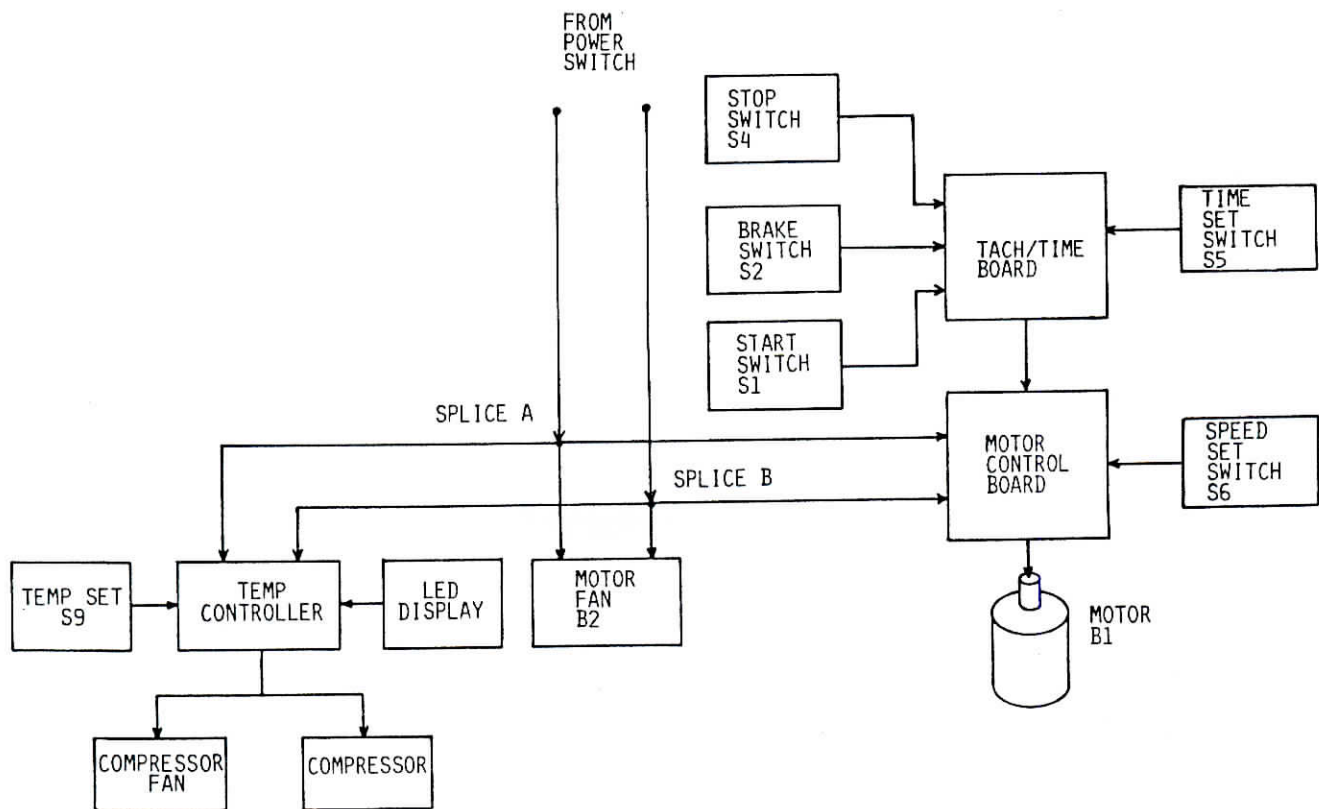 FROM
POWER
SWITCH
STOP
SWITCH
S4
BRAKE
SWITCH
S2
START
SWITCH
S1
TACH/TIME
BOARD
TIME
SET
SWITCH
S5
SPLICE A
SPLICE B
MOTOR
CONTROL
BOARD
SPEED
SET
SWITCH
S6
TEMP SET
S9
TEMP
CONTROLLER
LED
DISPLAY
MOTOR
FAN
B2
MOTOR
B1
COMPRESSOR
FAN
COMPRESSOR